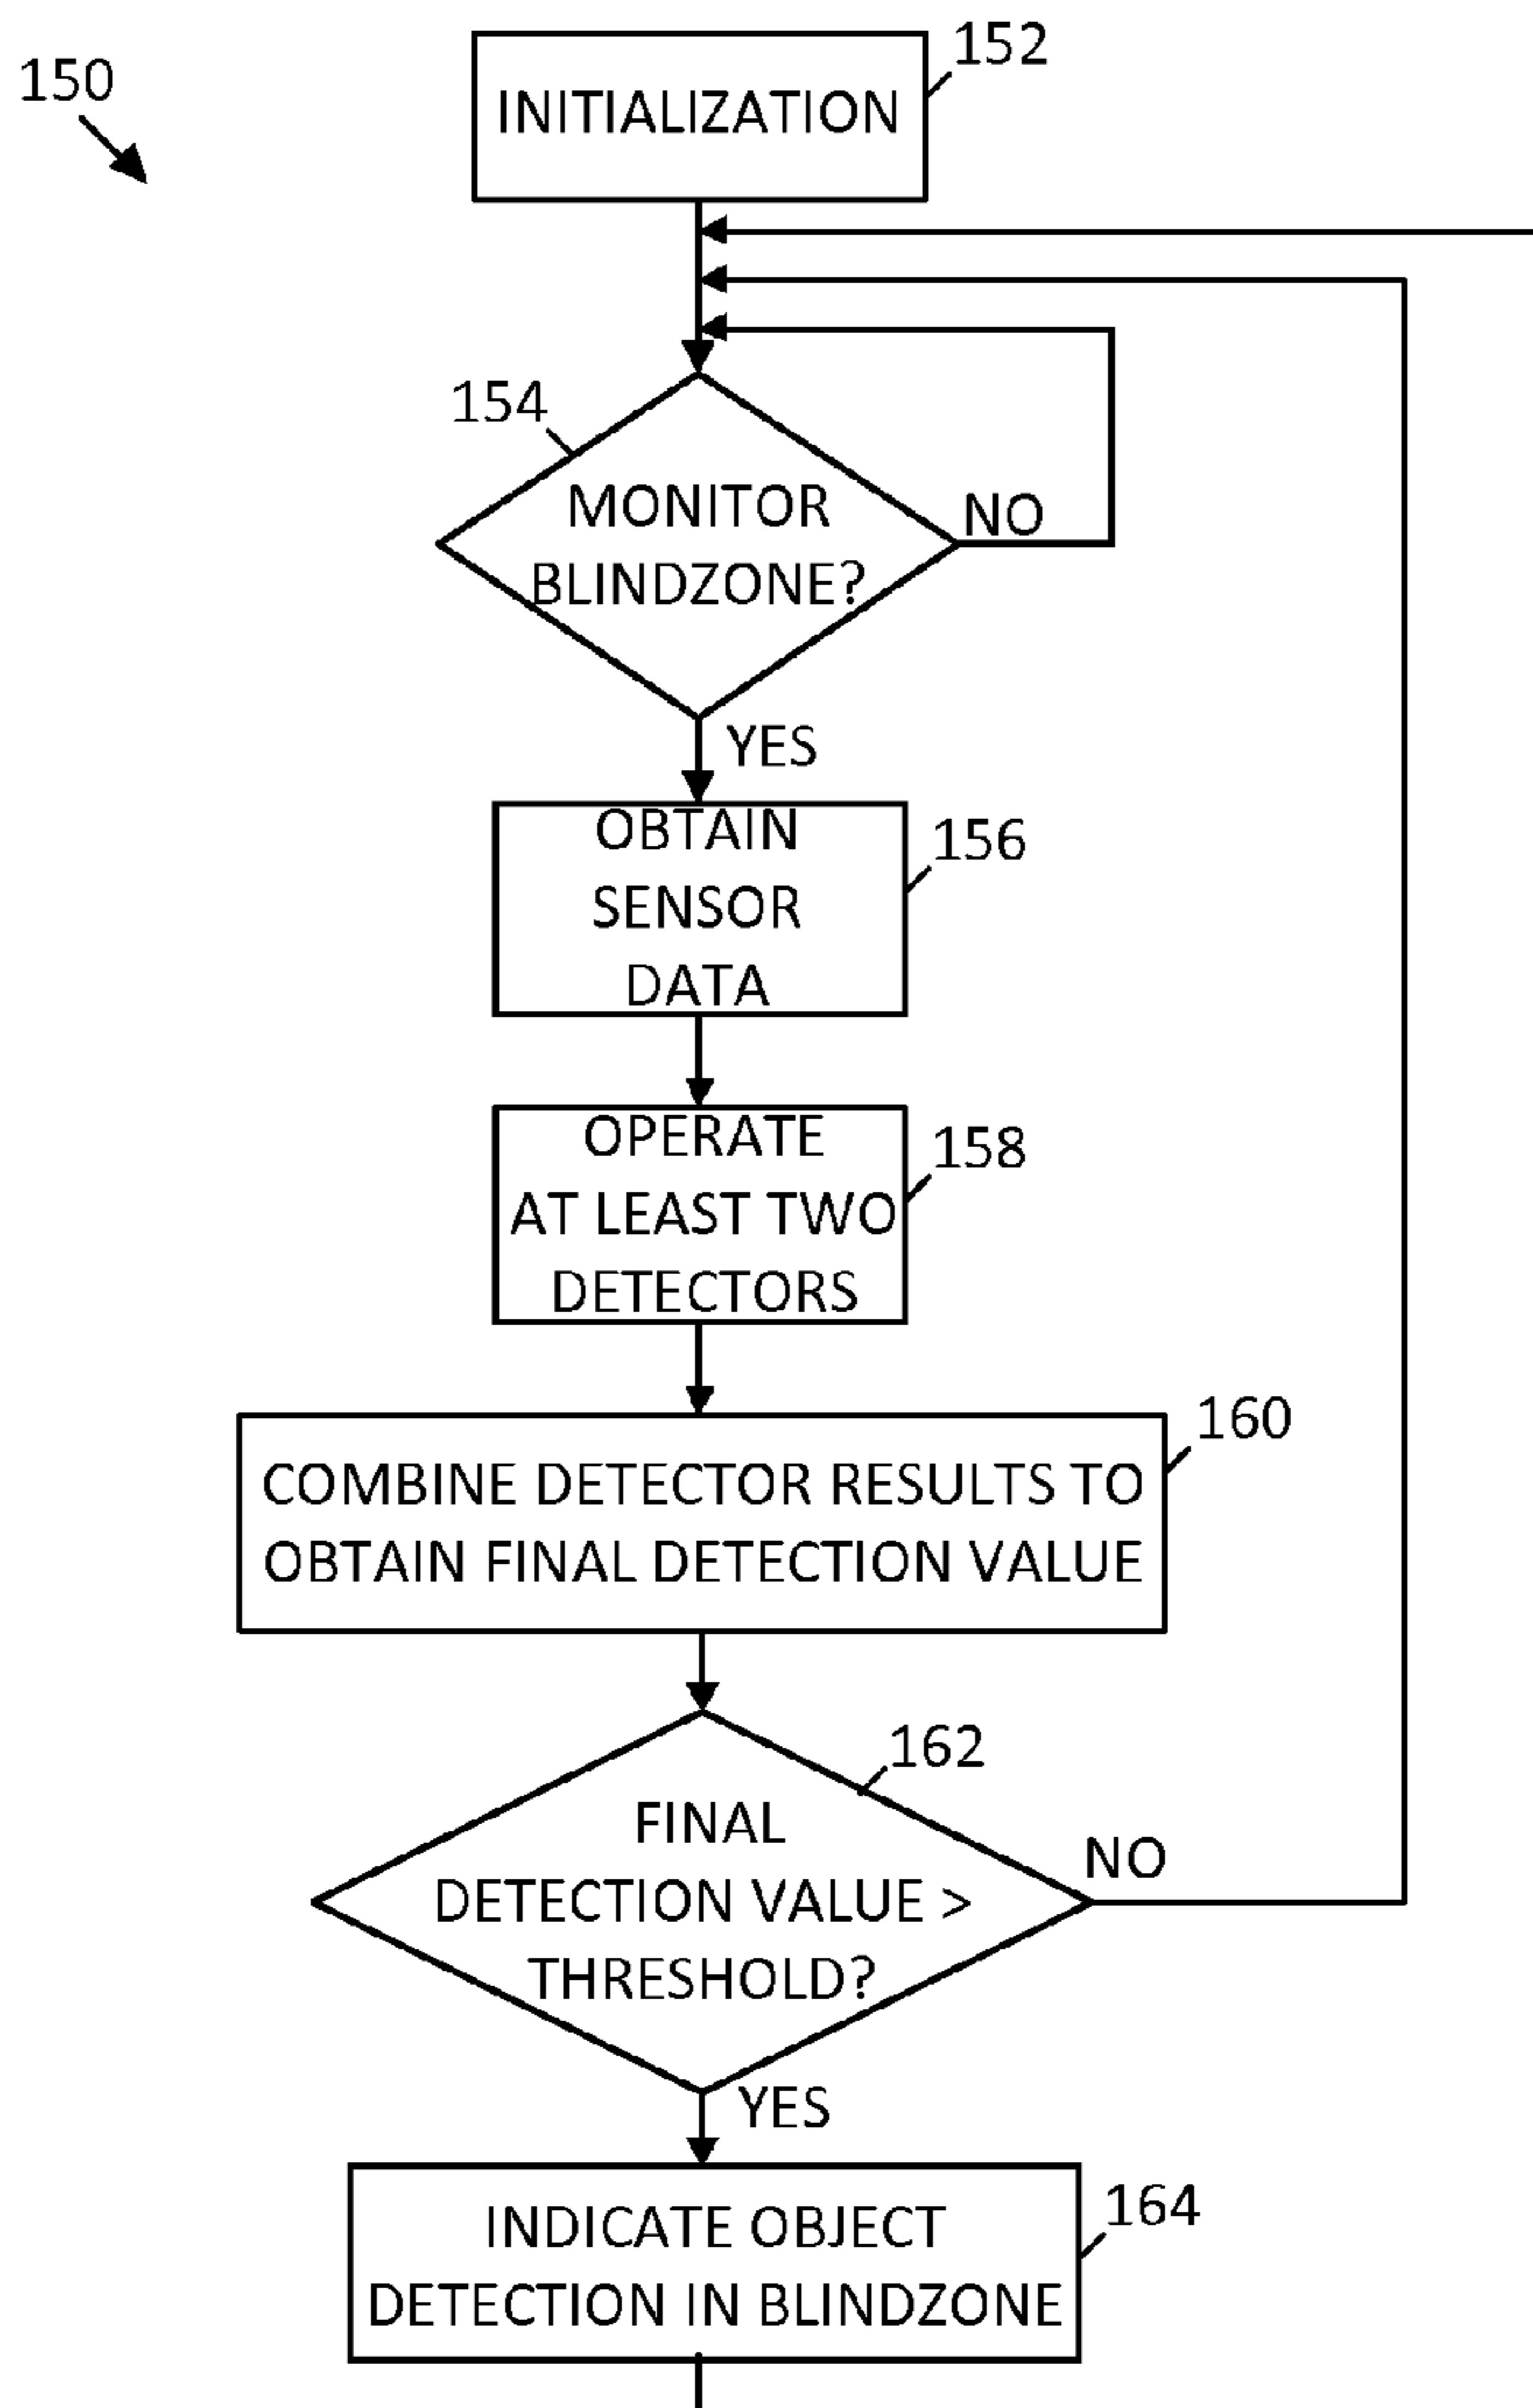 150
152
INITIALIZATION
154
MONITOR
BLINDZONE?
NO
YES
OBTAIN
SENSOR
DATA
156
OPERATE
AT LEAST TWO
DETECTORS
158
160
COMBINE DETECTOR RESULTS TO
OBTAIN FINAL DETECTION VALUE
162
FINAL
DETECTION VALUE >
THRESHOLD?
NO
YES
164
INDICATE OBJECT
DETECTION IN BLINDZONE